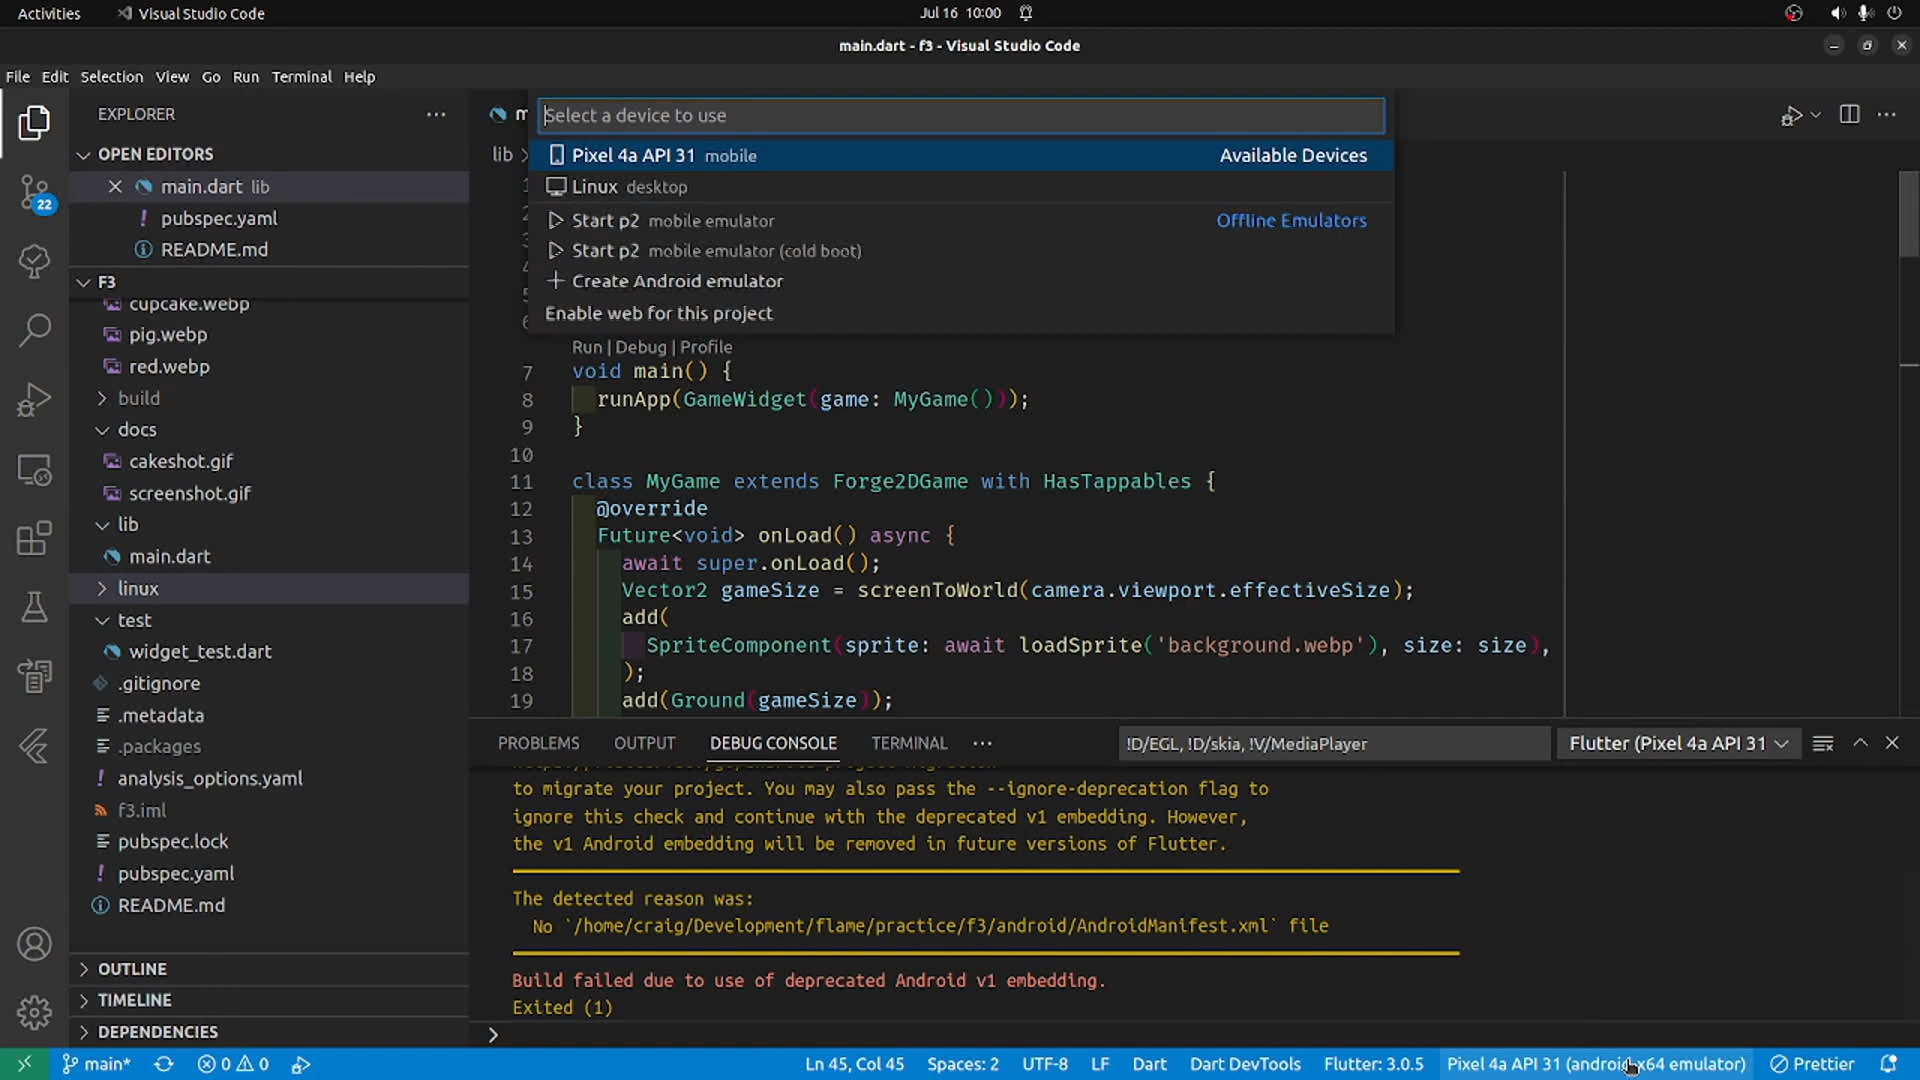 Activities
Visual Studio Code
Jul 16 10:00
main.dart - f3 - Visual Studio Code
File Edit Selection View Go Run Terminal Help
EXPLORER
OPEN EDITORS
main.dart lib
! pubspec.yaml
README.md
22
F3
cupcake.webp
pig.webp
red.webp
build
docs
cakeshot.gif
screenshot.gif
lib
main.dart
linux
test
widget_test.dart
.gitignore
.metadata
.packages
! analysis_options.yaml
f3.iml
pubspec.lock
! pubspec.yaml
README.md
OUTLINE
TIMELINE
DEPENDENCIES
m
lib >
Select a device to use
Pixel 4a API 31 mobile Available Devices
Linux desktop
Start p2 mobile emulator Offline Emulators
Start p2 mobile emulator (cold boot)
+ Create Android emulator
Enable web for this project
Run | Debug | Profile
7 void main() {
8 runApp(GameWidget(game: MyGame()));
9 }
10
11 class MyGame extends Forge2DGame with HasTappables {
12 @override
13 Future<void> onLoad() async {
14 await super.onLoad();
15 Vector2 gameSize = screenToWorld(camera.viewport.effectiveSize);
16 add(
17 SpriteComponent(sprite: await loadSprite('background.webp'), size: size),
18 );
19 add(Ground(gameSize));
PROBLEMS OUTPUT DEBUG CONSOLE TERMINAL ...
!D/EGL, !D/skia, !V/MediaPlayer
Flutter (Pixel 4a API 31
to migrate your project. You may also pass the --ignore-deprecation flag to
ignore this check and continue with the deprecated v1 embedding. However,
the v1 Android embedding will be removed in future versions of Flutter.
The detected reason was:
No `/home/craig/Development/flame/practice/f3/android/AndroidManifest.xml` file
Build failed due to use of deprecated Android v1 embedding.
Exited (1)
>
main* 0 0 Ln 45, Col 45 Spaces: 2 UTF-8 LF Dart Dart DevTools Flutter: 3.0.5 Pixel 4a API 31 (android-x64 emulator) Prettier